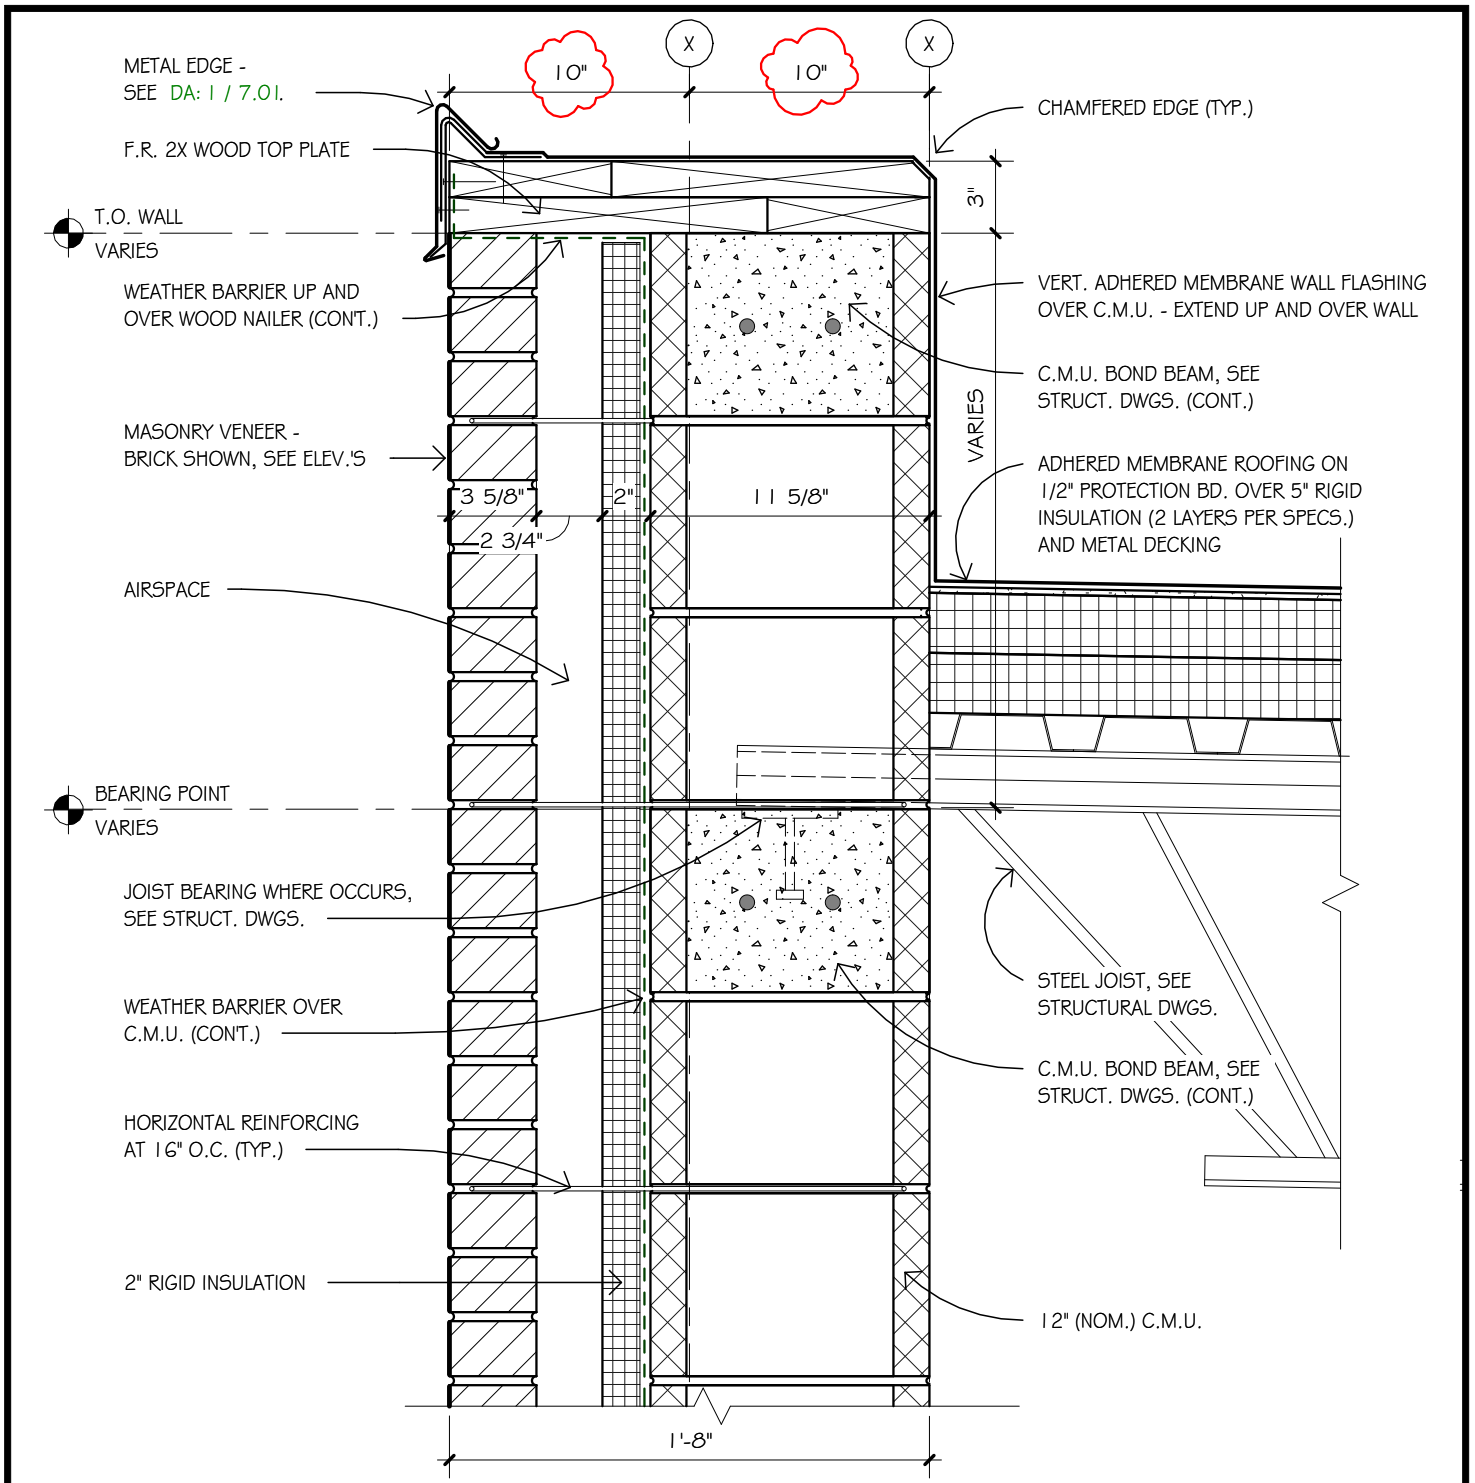 X X
10" 10"
METAL EDGE -
SEE DA: 1 / 7.01.
F.R. 2X WOOD TOP PLATE
T.O. WALL
VARIES
WEATHER BARRIER UP AND
OVER WOOD NAILER (CON'T.)
MASONRY VENEER -
BRICK SHOWN, SEE ELEV.'S
3 5/8" 2" 11 5/8"
2 3/4"
AIRSPACE
BEARING POINT
VARIES
JOIST BEARING WHERE OCCURS,
SEE STRUCT. DWGS.
WEATHER BARRIER OVER
C.M.U. (CON'T.)
HORIZONTAL REINFORCING
AT 16" O.C. (TYP.)
2" RIGID INSULATION
CHAMFERED EDGE (TYP.)
3"
VERT. ADHERED MEMBRANE WALL FLASHING
OVER C.M.U. - EXTEND UP AND OVER WALL
C.M.U. BOND BEAM, SEE
STRUCT. DWGS. (CONT.)
VARIES
ADHERED MEMBRANE ROOFING ON
1/2" PROTECTION BD. OVER 5" RIGID
INSULATION (2 LAYERS PER SPECS.)
AND METAL DECKING
STEEL JOIST, SEE
STRUCTURAL DWGS.
C.M.U. BOND BEAM, SEE
STRUCT. DWGS. (CONT.)
12" (NOM.) C.M.U.
1'-8"